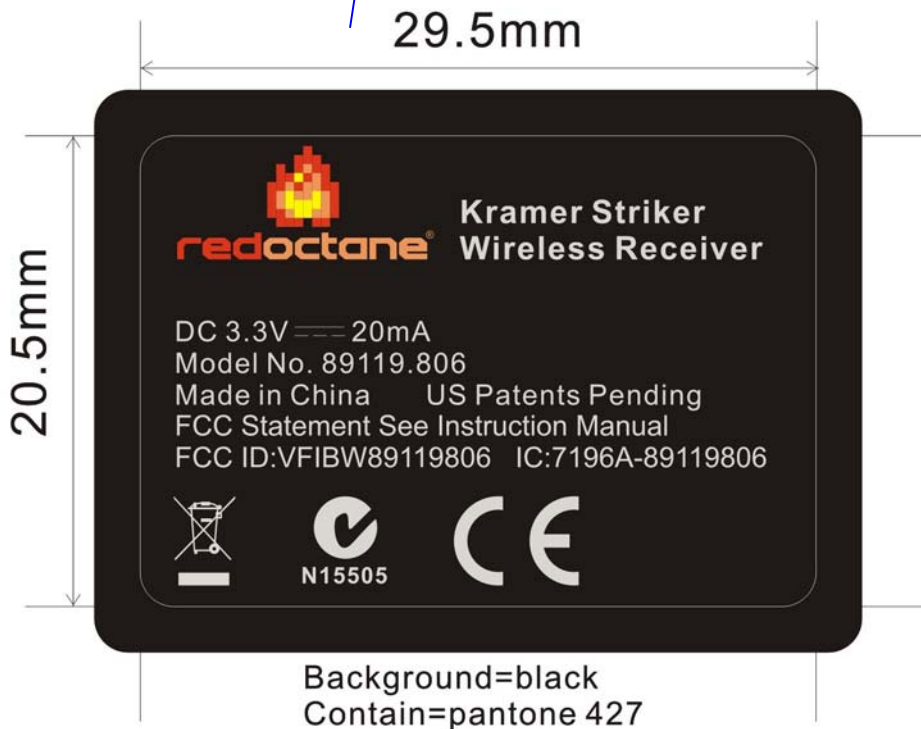 29.5mm
20.5mm
redoctane®
Kramer Striker
Wireless Receiver
DC 3.3V ⎓ 20mA
Model No. 89119.806
Made in China US Patents Pending
FCC Statement See Instruction Manual
FCC ID:VFIBW89119806 IC:7196A-89119806
N15505
CE
Background=black
Contain=pantone 427